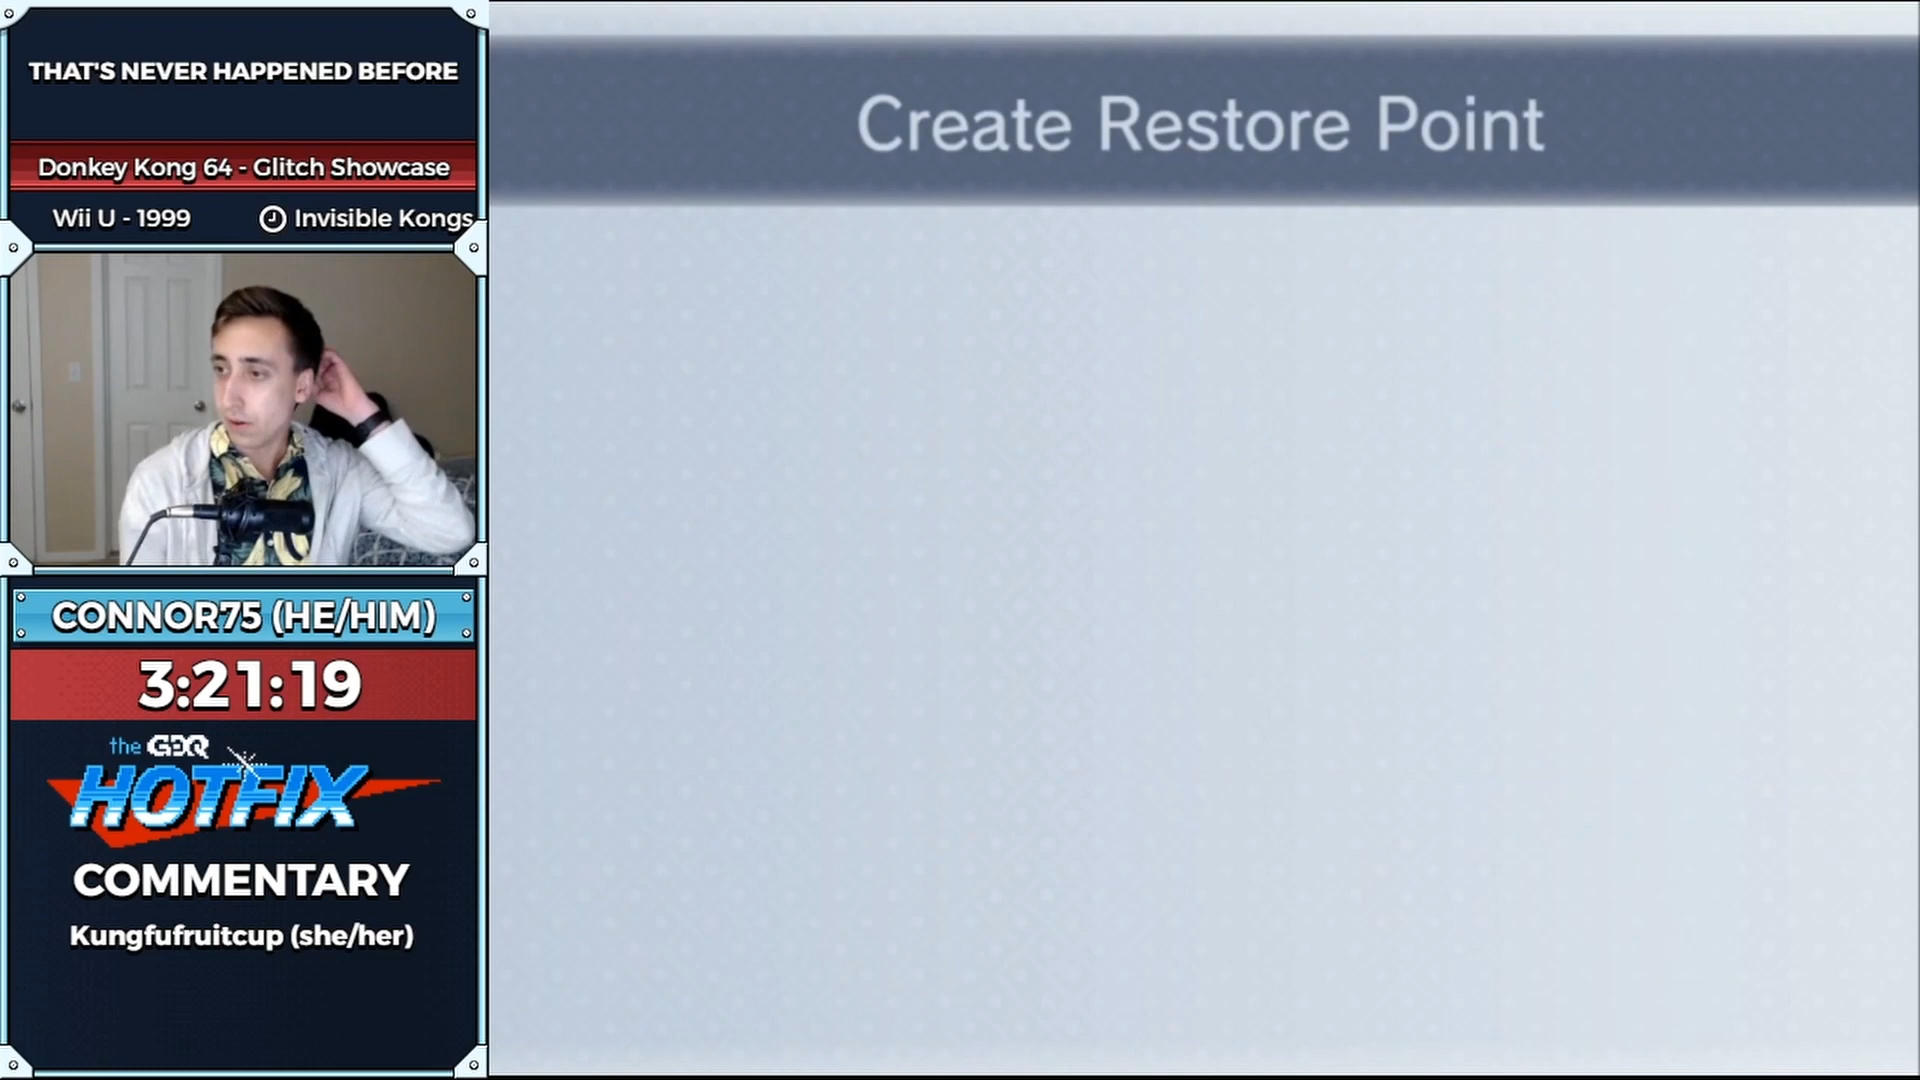 THAT'S NEVER HAPPENED BEFORE
Donkey Kong 64 - Glitch Showcase
Wii U - 1999 Invisible Kongs
CONNOR75 (HE/HIM)
3:21:19
the GDQ
HOTFIX
COMMENTARY
Kungfufruitcup (she/her)
Create Restore Point